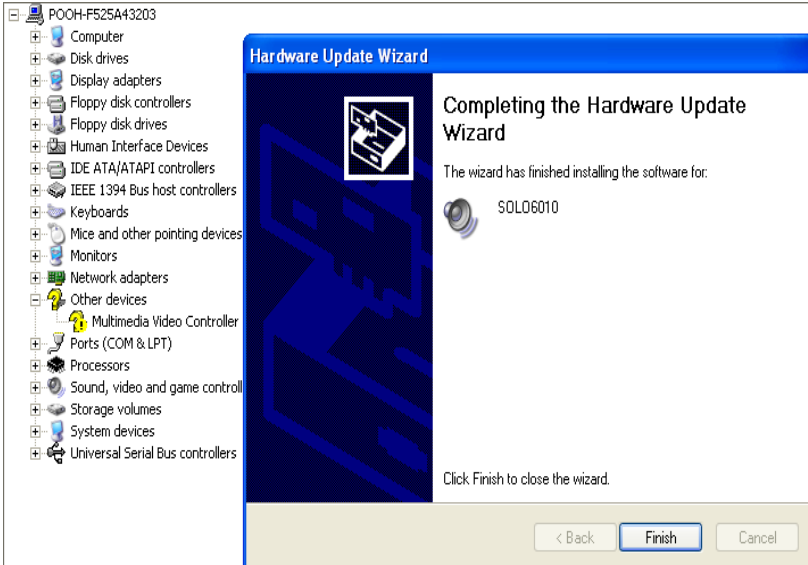 POOH-F525A43203
Computer
Disk drives
Display adapters
Floppy disk controllers
Floppy disk drives
Human Interface Devices
IDE ATA/ATAPI controllers
IEEE 1394 Bus host controllers
Keyboards
Mice and other pointing devices
Monitors
Network adapters
Other devices
Multimedia Video Controller
Ports (COM & LPT)
Processors
Sound, video and game controll
Storage volumes
System devices
Universal Serial Bus controllers
Hardware Update Wizard
Completing the Hardware Update
Wizard
The wizard has finished installing the software for:
SOLO6010
Click Finish to close the wizard.
< Back
Finish
Cancel